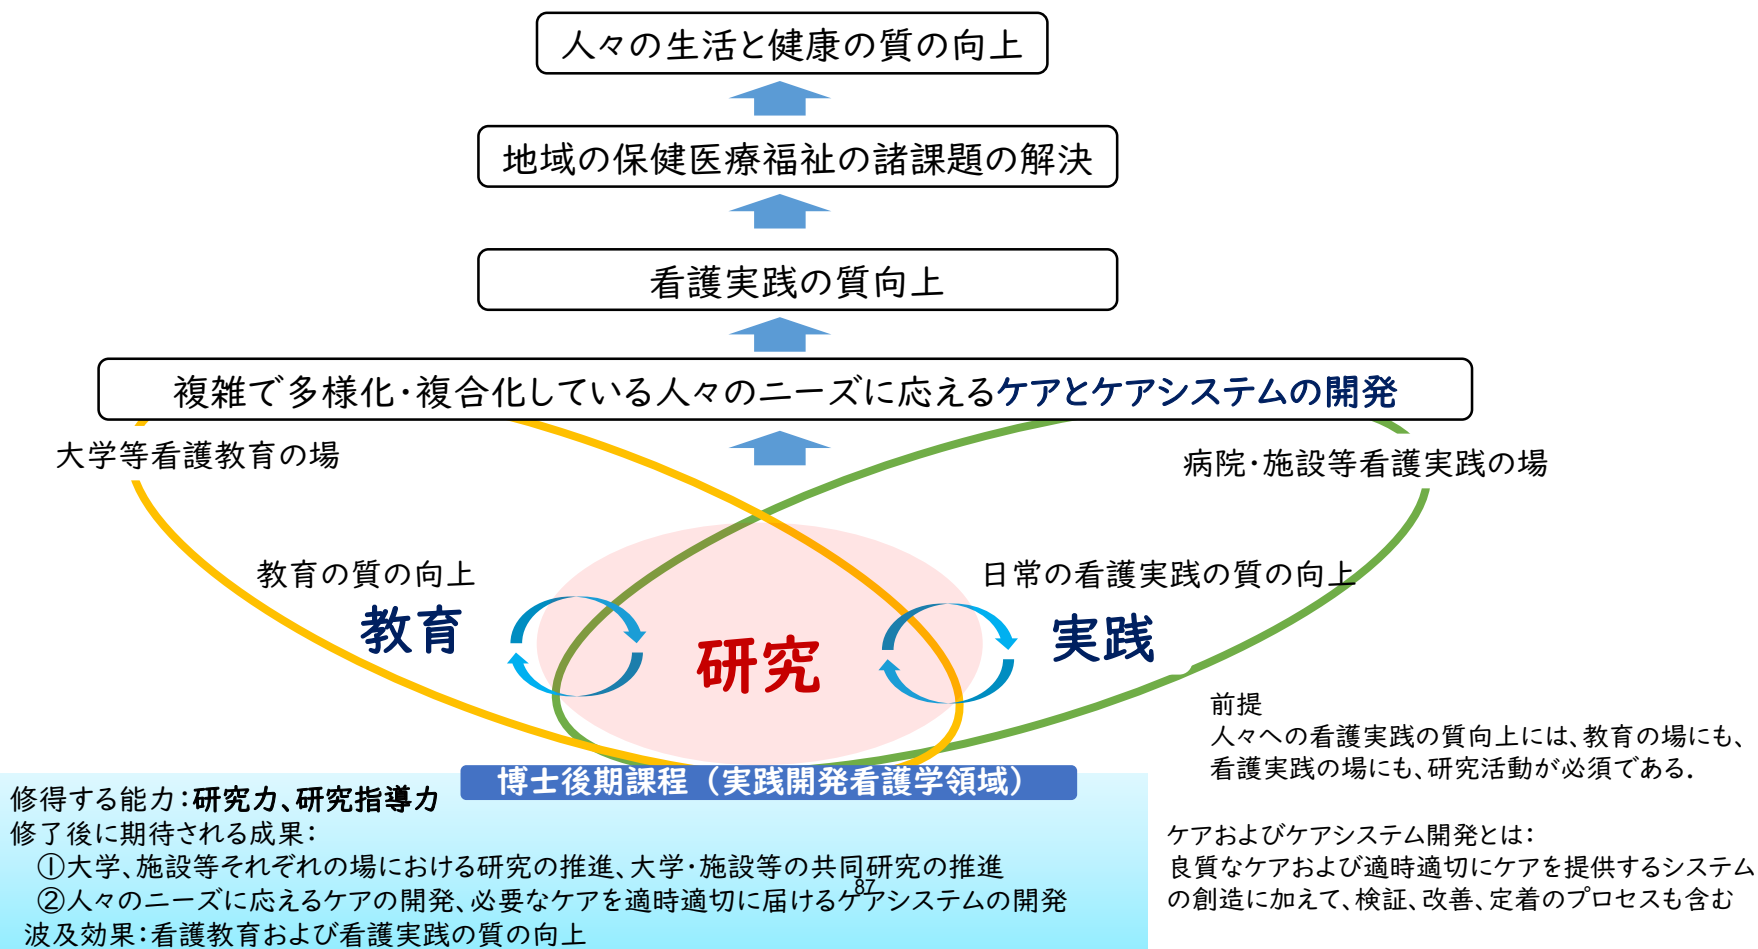 人々の生活と健康の質の向上
地域の保健医療福祉の諸課題の解決
看護実践の質向上
複雑で多様化・複合化している人々のニーズに応えるケアとケアシステムの開発
大学等看護教育の場
病院・施設等看護実践の場
教育の質の向上
日常の看護実践の質の向上
教育
研究
実践
前提
人々への看護実践の質向上には、教育の場にも、
看護実践の場にも、研究活動が必須である.
博士後期課程（実践開発看護学領域）
修得する能力：研究力、研究指導力
修了後に期待される成果：
①大学、施設等それぞれの場における研究の推進、大学・施設等の共同研究の推進
②人々のニーズに応えるケアの開発、必要なケアを適時適切に届けるケアシステムの開発
87
波及効果：看護教育および看護実践の質の向上
ケアおよびケアシステム開発とは：
良質なケアおよび適時適切にケアを提供するシステム
の創造に加えて、検証、改善、定着のプロセスも含む